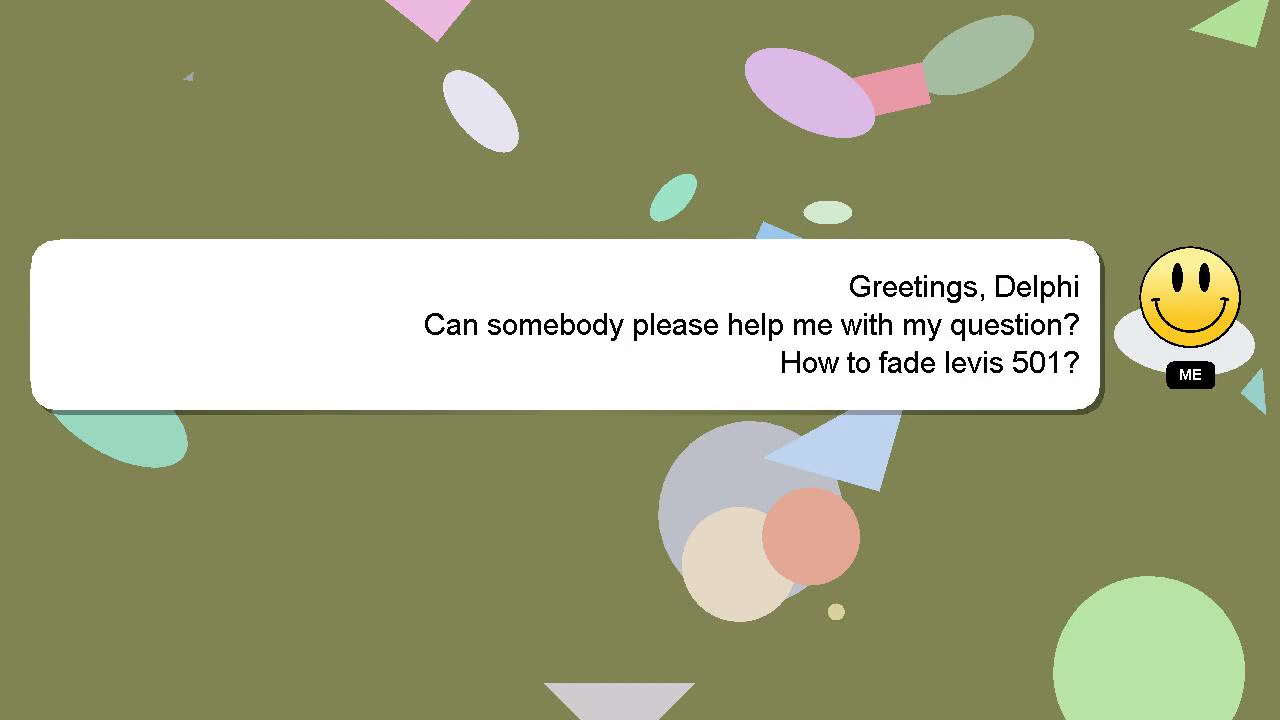 Greetings, Delphi
Can somebody please help me with my question?
How to fade levis 501?
ME